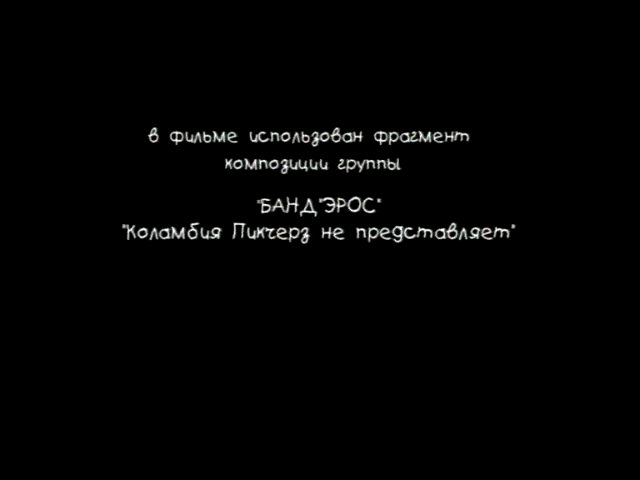 в фильме использован фрагмент
композиции группы
"БАНД"ЭРОС"
"Коламбия Пикчерз не представляет"